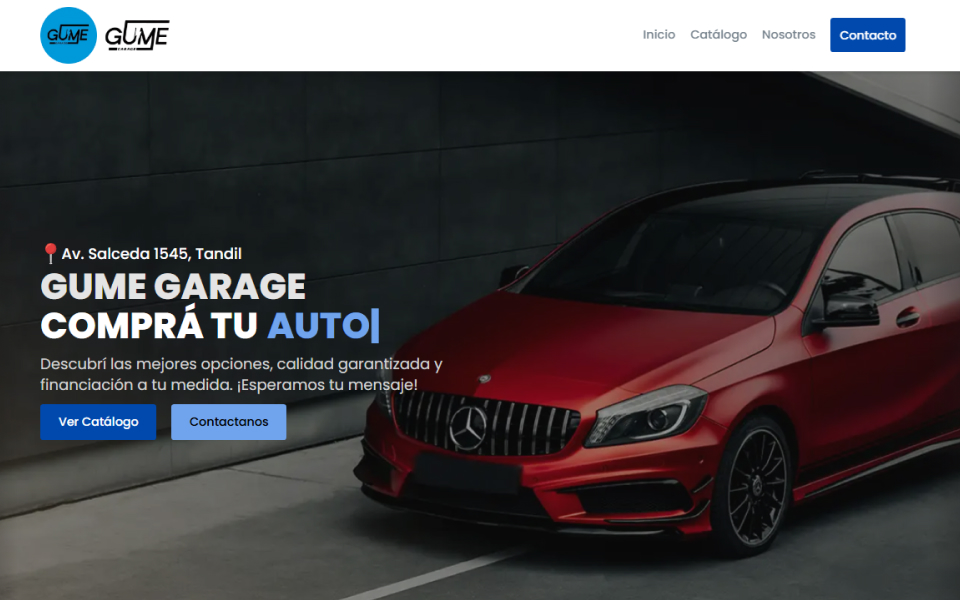 GUME
GUME
GARAGE
Inicio
Catálogo
Nosotros
Contacto
📍Av. Salceda 1545, Tandil
GUME GARAGE
COMPRÁ TU AUTO|
Descubrí las mejores opciones, calidad garantizada y
financiación a tu medida. ¡Esperamos tu mensaje!
Ver Catálogo
Contactanos